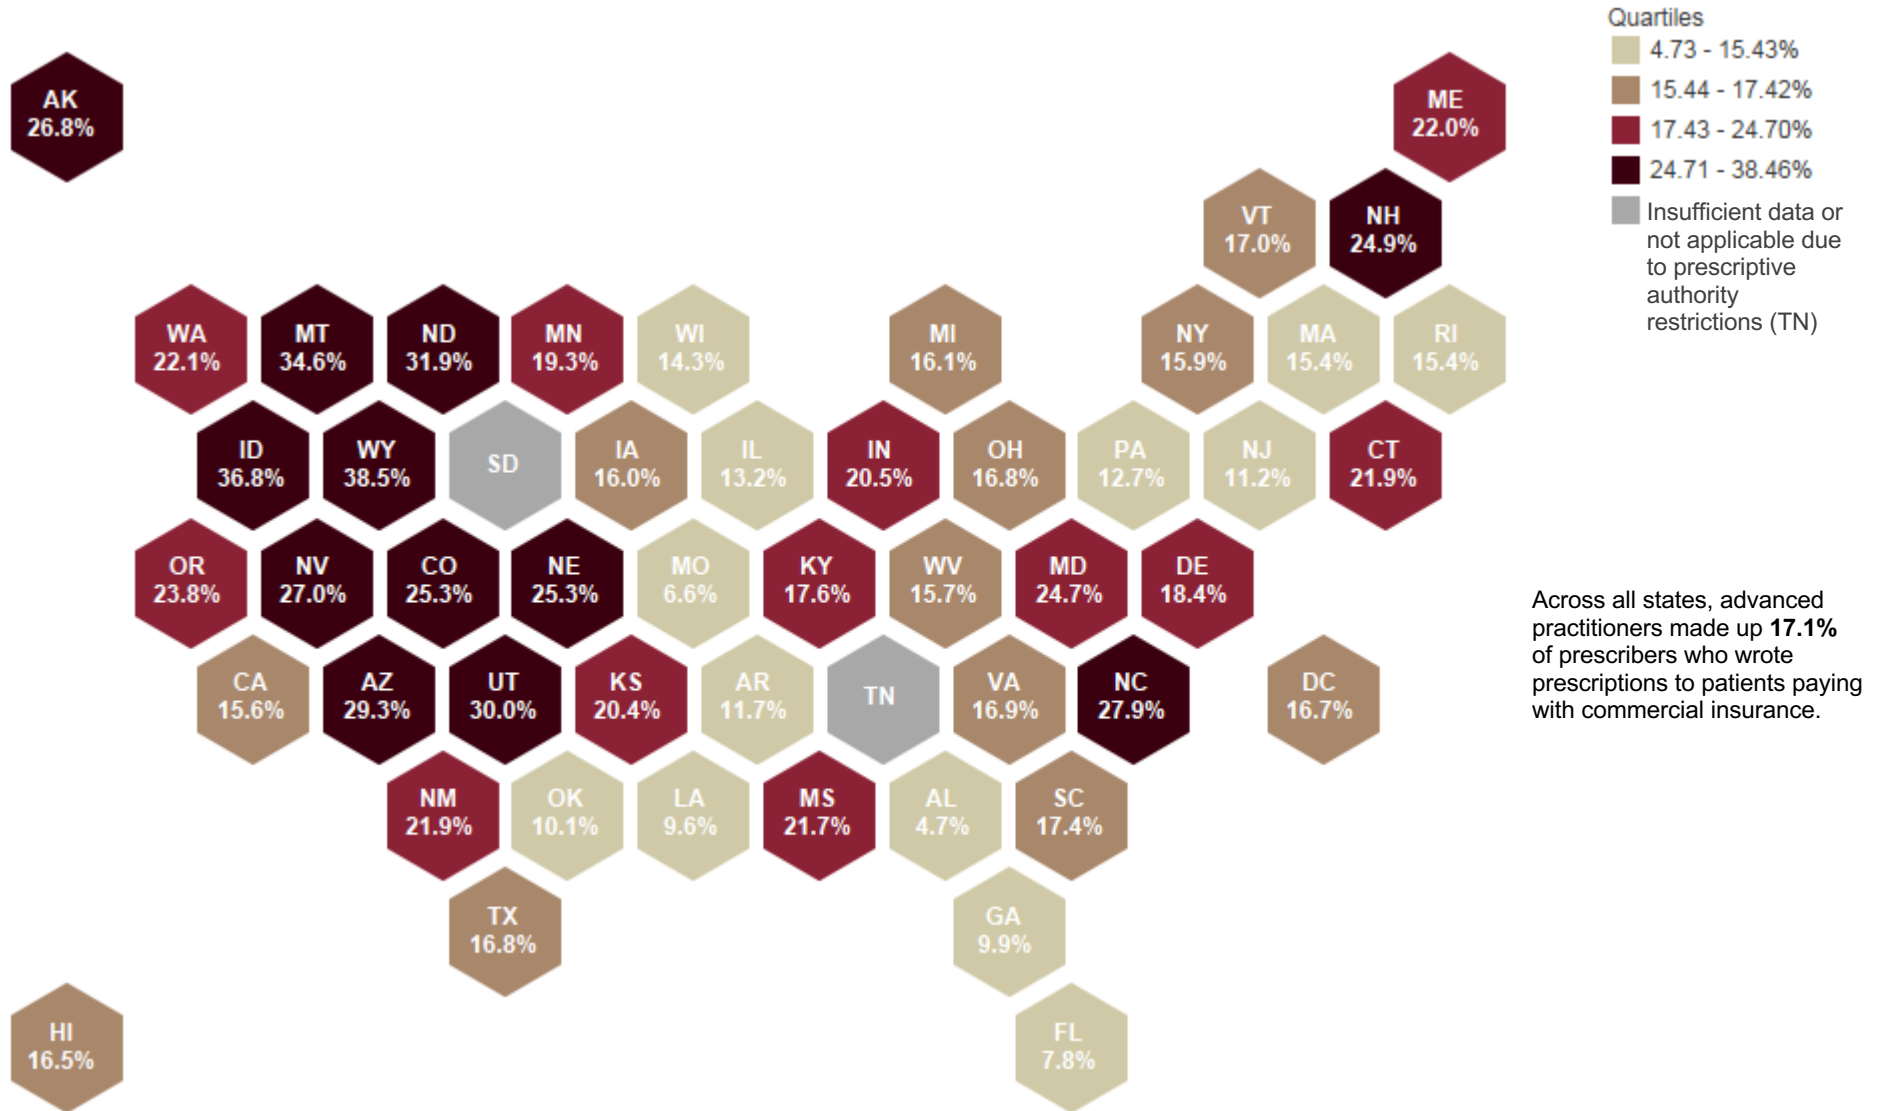 Quartiles
4.73 - 15.43%
15.44 - 17.42%
17.43 - 24.70%
24.71 - 38.46%
Insufficient data or
not applicable due
to prescriptive
authority
restrictions (TN)
AK
26.8%
ME
22.0%
VT
17.0%
NH
24.9%
WA
22.1%
MT
34.6%
ND
31.9%
MN
19.3%
WI
14.3%
MI
16.1%
NY
15.9%
MA
15.4%
RI
15.4%
ID
36.8%
WY
38.5%
SD
IA
16.0%
IL
13.2%
IN
20.5%
OH
16.8%
PA
12.7%
NJ
11.2%
CT
21.9%
OR
23.8%
NV
27.0%
CO
25.3%
NE
25.3%
MO
6.6%
KY
17.6%
WV
15.7%
MD
24.7%
DE
18.4%
CA
15.6%
AZ
29.3%
UT
30.0%
KS
20.4%
AR
11.7%
TN
VA
16.9%
NC
27.9%
DC
16.7%
NM
21.9%
OK
10.1%
LA
9.6%
MS
21.7%
AL
4.7%
SC
17.4%
TX
16.8%
GA
9.9%
HI
16.5%
FL
7.8%
Across all states, advanced
practitioners made up 17.1%
of prescribers who wrote
prescriptions to patients paying
with commercial insurance.